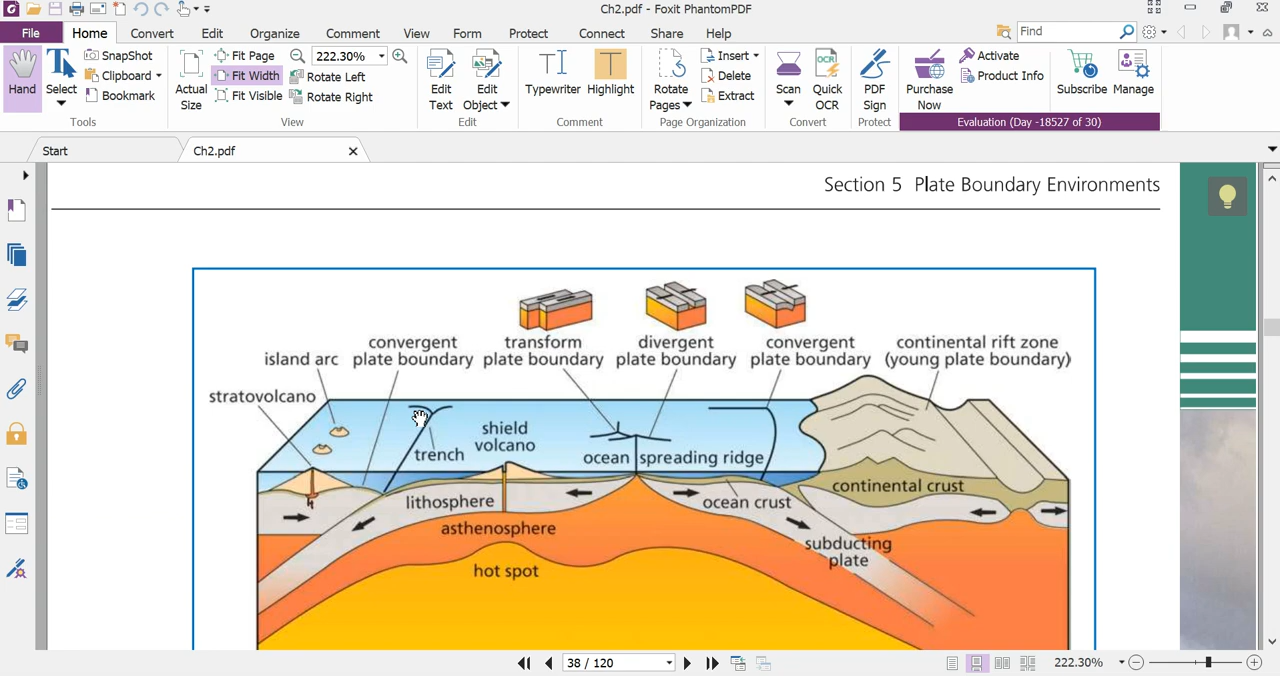 Ch2.pdf - Foxit PhantomPDF
File
Home
Convert
Edit
Organize
Comment
View
Form
Protect
Connect
Share
Help
Find
Hand
Select
SnapShot
Clipboard
Bookmark
Tools
Actual
Size
Fit Page
Fit Width
Fit Visible
222.30%
Rotate Left
Rotate Right
View
Edit
Text
Edit
Object
Edit
Typewriter
Highlight
Comment
Rotate
Pages
Insert
Delete
Extract
Page Organization
Scan
Quick
OCR
OCR
Convert
PDF
Sign
Protect
Purchase
Now
Activate
Product Info
Subscribe
Manage
Evaluation (Day -18527 of 30)
Start
Ch2.pdf
Section 5 Plate Boundary Environments
island arc
convergent
plate boundary
transform
plate boundary
divergent
plate boundary
convergent
plate boundary
continental rift zone
(young plate boundary)
stratovolcano
trench
shield
volcano
ocean spreading ridge
continental crust
lithosphere
ocean crust
asthenosphere
subducting
plate
hot spot
38 / 120
222.30%